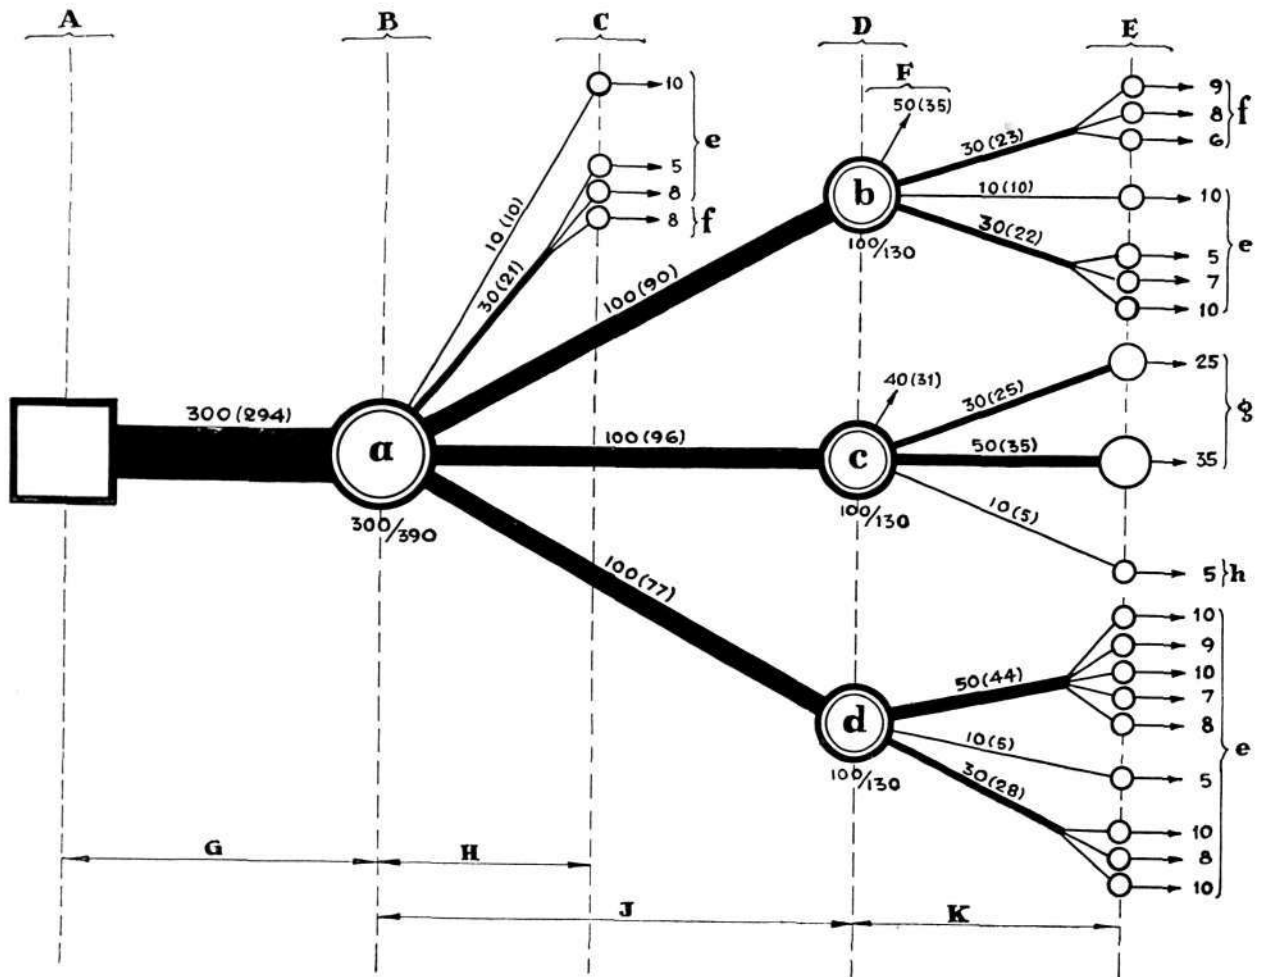 A B C D E
F
10
5
8
8
e
f
10(10)
30(21)
50(35)
30(23)
10(10)
30(22)
b
100/130
9
8
6
f
10
5
7
10
e
100(90)
300(294)
a
300/390
100(96)
100(77)
40(31)
c
100/130
30(25)
50(35)
10(5)
25
35
g
5
h
d
100/130
50(44)
10(5)
30(28)
10
9
10
7
8
5
10
8
10
e
G H
J K